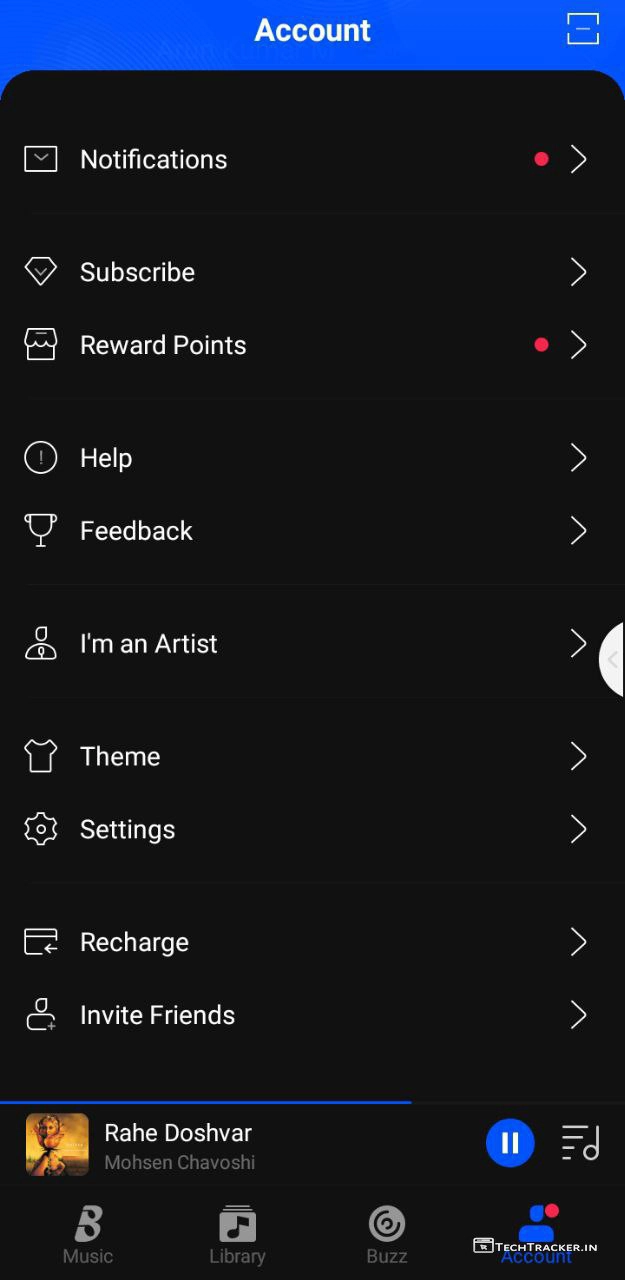 Account
Notifications
Subscribe
Reward Points
Help
Feedback
I'm an Artist
Theme
Settings
Recharge
Invite Friends
Rahe Doshvar
Mohsen Chavoshi
Music
Library
Buzz
Account
TECHTRACKER.IN